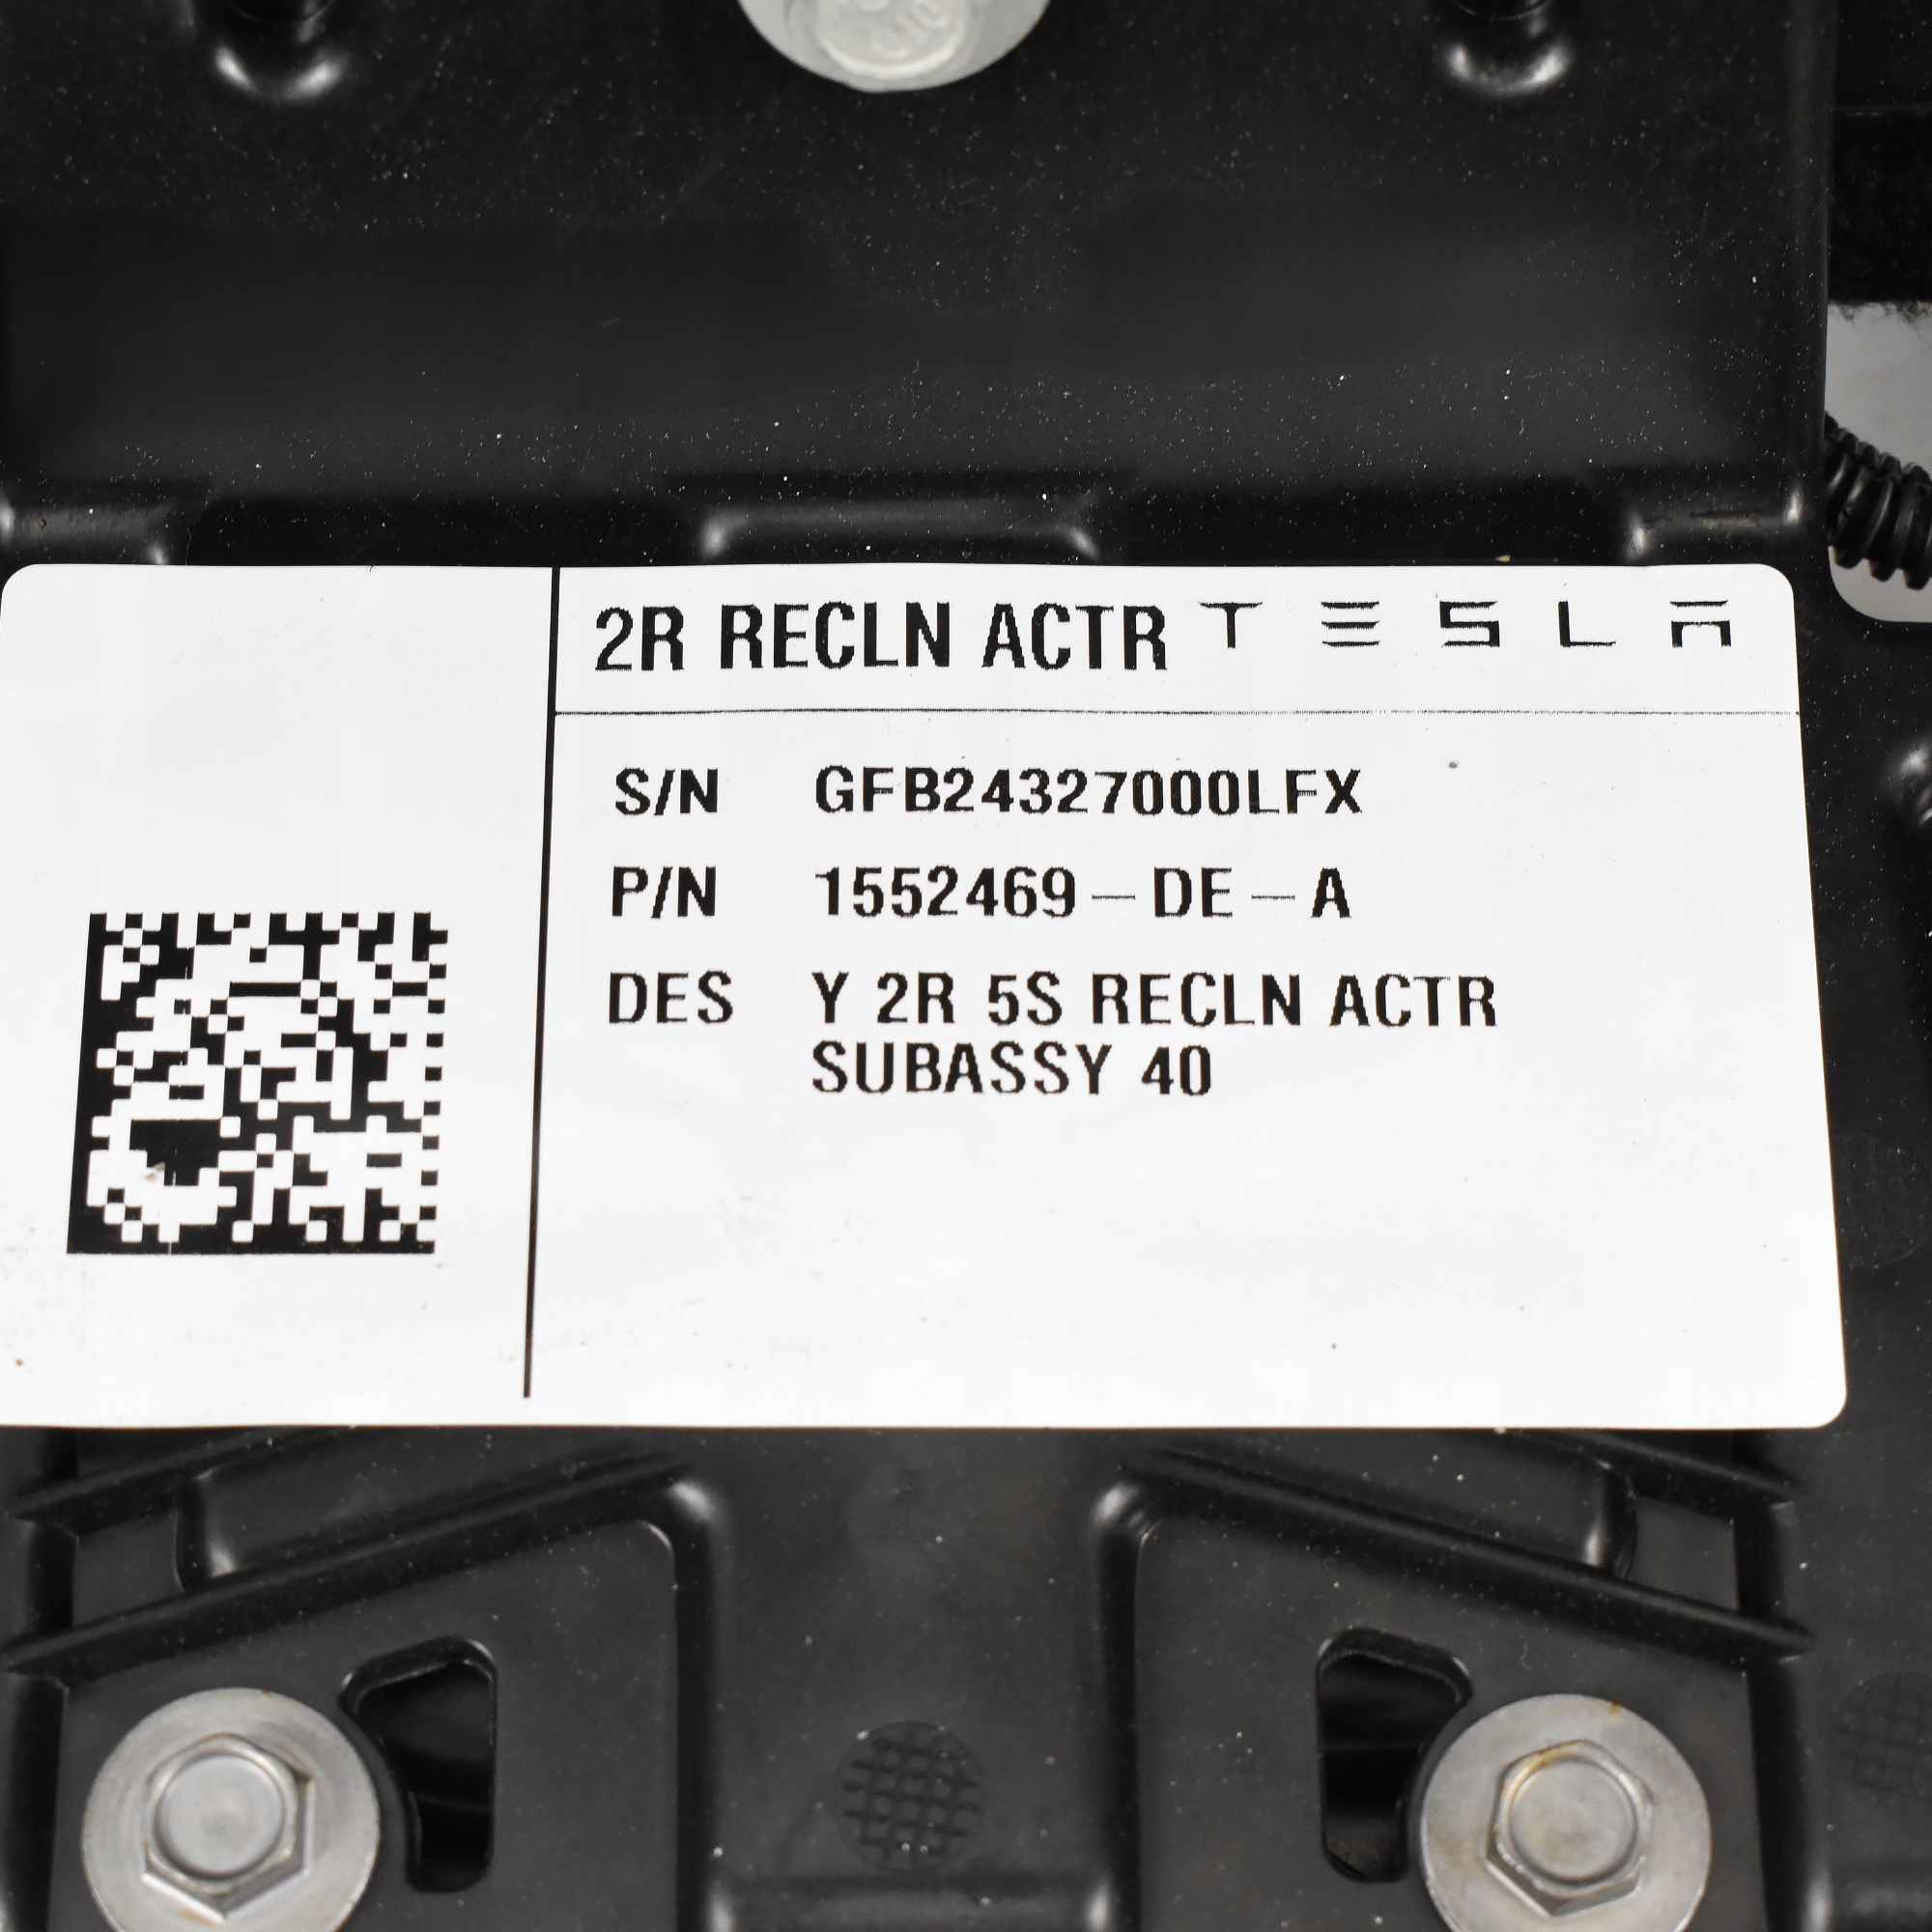 2R RECLN ACTR TESLA
S/N GFB24327000LFX
P/N 1552469-DE-A
DES Y 2R 5S RECLN ACTR
SUBASSY 40